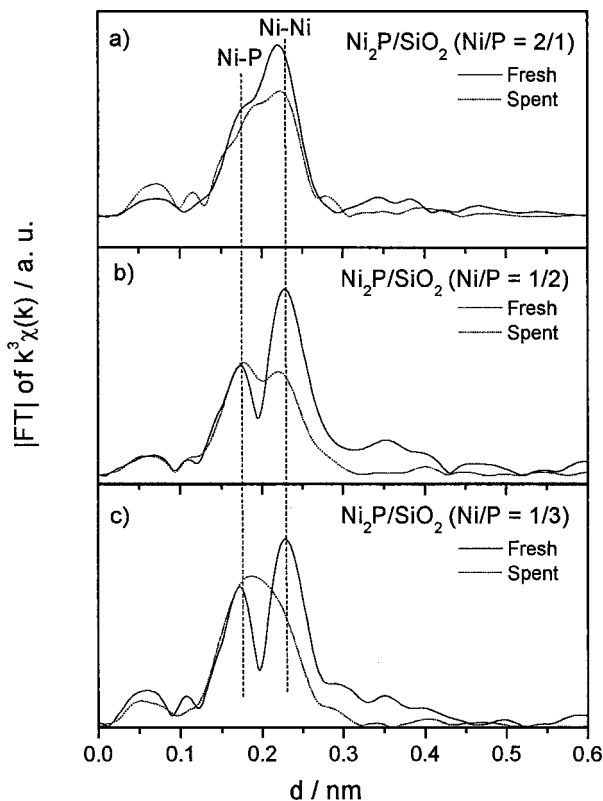 a)
Ni-P
Ni-Ni
Ni₂P/SiO₂ (Ni/P = 2/1)
Fresh
Spent
b)
Ni₂P/SiO₂ (Ni/P = 1/2)
Fresh
Spent
c)
Ni₂P/SiO₂ (Ni/P = 1/3)
Fresh
Spent
|FT| of k³χ(k) / a. u.
0.0 0.1 0.2 0.3 0.4 0.5 0.6
d / nm